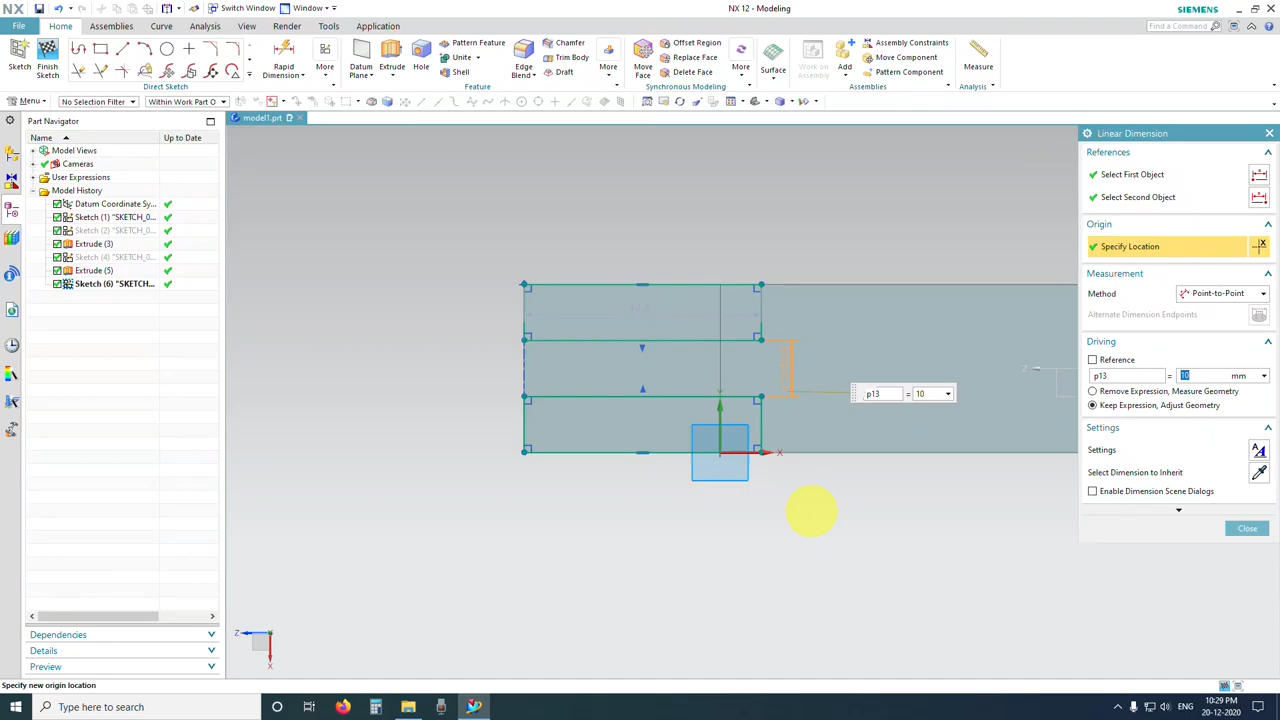 NX
Switch Window
Window
NX 12 - Modeling
SIEMENS
File
Home
Assemblies
Curve
Analysis
View
Render
Tools
Application
Find a Command
Sketch
Finish Sketch
Rapid Dimension
More
Direct Sketch
Datum Plane
Extrude
Hole
Pattern Feature
Unite
Shell
Edge Blend
Chamfer
Trim Body
Draft
More
Feature
Move Face
Offset Region
Replace Face
Delete Face
More
Synchronous Modeling
Surface
Work on Assembly
Add
Assembly Constraints
Move Component
Pattern Component
Assemblies
Measure
Analysis
Menu
No Selection Filter
Within Work Part O
Part Navigator
model1.prt
Name
Up to Date
Model Views
Cameras
User Expressions
Model History
Datum Coordinate Sy...
Sketch (1) "SKETCH_0...
Sketch (2) "SKETCH_0...
Extrude (3)
Sketch (4) "SKETCH_0...
Extrude (5)
Sketch (6) "SKETCH...
Dependencies
Details
Preview
Z
X
X
Z
p13 = 10
Linear Dimension
References
Select First Object
Select Second Object
Origin
Specify Location
Measurement
Method
Point-to-Point
Alternate Dimension Endpoints
Driving
Reference
p13 = 10 mm
Remove Expression, Measure Geometry
Keep Expression, Adjust Geometry
Settings
Settings
Select Dimension to Inherit
Enable Dimension Scene Dialogs
Close
Specify new origin location
Type here to search
ENG
10:29 PM
20-12-2020